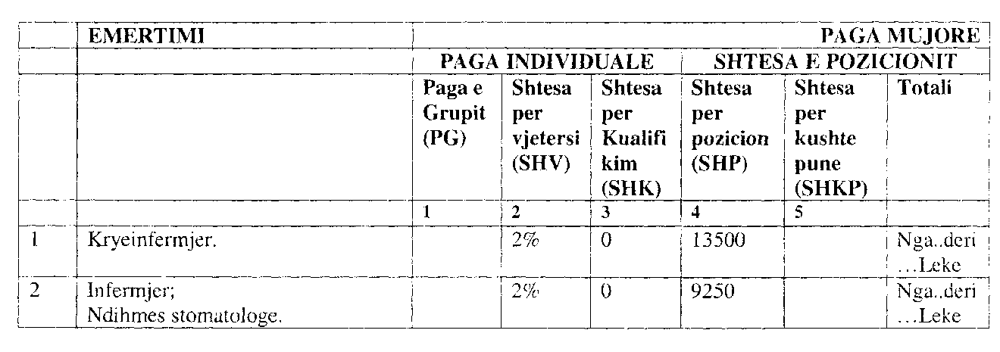 EMERTIMI PAGA MUJORE
PAGA INDIVIDUALE SHTESA E POZICIONIT
Paga e Shtesa Shtesa Shtesa Shtesa Totali
Grupit per per per per
(PG) vjetersi Kualifi pozicion kushte
(SHV) kim (SHP) pune
(SHK) (SHKP)
1 2 3 4 5
1 Kryeinfermjer. 2% 0 13500 Nga..deri
...Leke
2 Infermjer; 2% 0 9250 Nga..deri
Ndihmes stomatologe. ...Leke